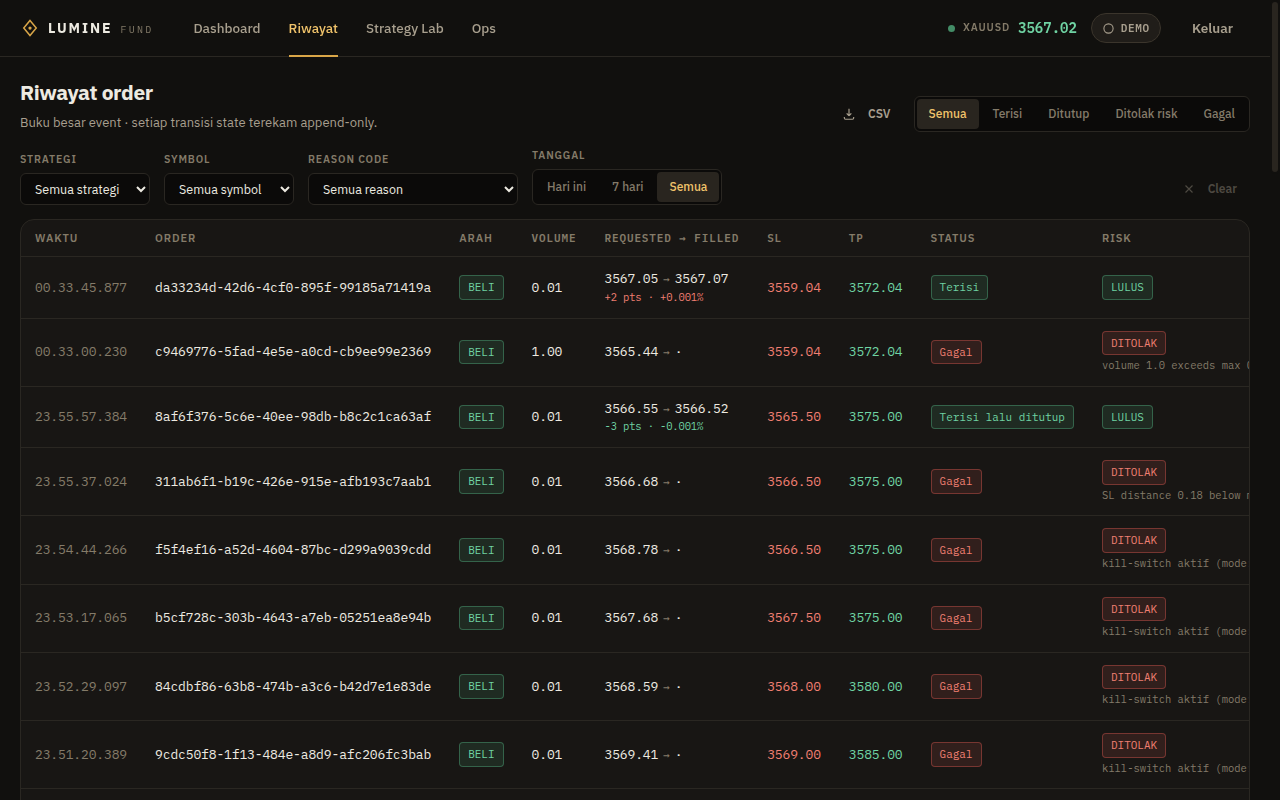 LUMINE FUND Dashboard Riwayat Strategy Lab Ops XAUUSD 3567.02 DEMO Keluar
Riwayat order
Buku besar event · setiap transisi state terekam append-only.
CSV Semua Terisi Ditutup Ditolak risk Gagal
STRATEGI SYMBOL REASON CODE TANGGAL
Semua strategi Semua symbol Semua reason Hari ini 7 hari Semua Clear
WAKTU ORDER ARAH VOLUME REQUESTED → FILLED SL TP STATUS RISK
00.33.45.877 da33234d-42d6-4cf0-895f-99185a71419a BELI 0.01 3567.05 → 3567.07 3559.04 3572.04 Terisi LULUS
+2 pts · +0.001%
00.33.00.230 c9469776-5fad-4e5e-a0cd-cb9ee99e2369 BELI 1.00 3565.44 → · 3559.04 3572.04 Gagal DITOLAK
volume 1.0 exceeds max
23.55.57.384 8af6f376-5c6e-40ee-98db-b8c2c1ca63af BELI 0.01 3566.55 → 3566.52 3565.50 3575.00 Terisi lalu ditutup LULUS
-3 pts · -0.001%
23.55.37.024 311ab6f1-b19c-426e-915e-afb193c7aab1 BELI 0.01 3566.68 → · 3566.50 3575.00 Gagal DITOLAK
SL distance 0.18 below
23.54.44.266 f5f4ef16-a52d-4604-87bc-d299a9039cdd BELI 0.01 3568.78 → · 3566.50 3575.00 Gagal DITOLAK
kill-switch aktif (mode
23.53.17.065 b5cf728c-303b-4643-a7eb-05251ea8e94b BELI 0.01 3567.68 → · 3567.50 3575.00 Gagal DITOLAK
kill-switch aktif (mode
23.52.29.097 84cdbf86-63b8-474b-a3c6-b42d7e1e83de BELI 0.01 3568.59 → · 3568.00 3580.00 Gagal DITOLAK
kill-switch aktif (mode
23.51.20.389 9cdc50f8-1f13-484e-a8d9-afc206fc3bab BELI 0.01 3569.41 → · 3569.00 3585.00 Gagal DITOLAK
kill-switch aktif (mode